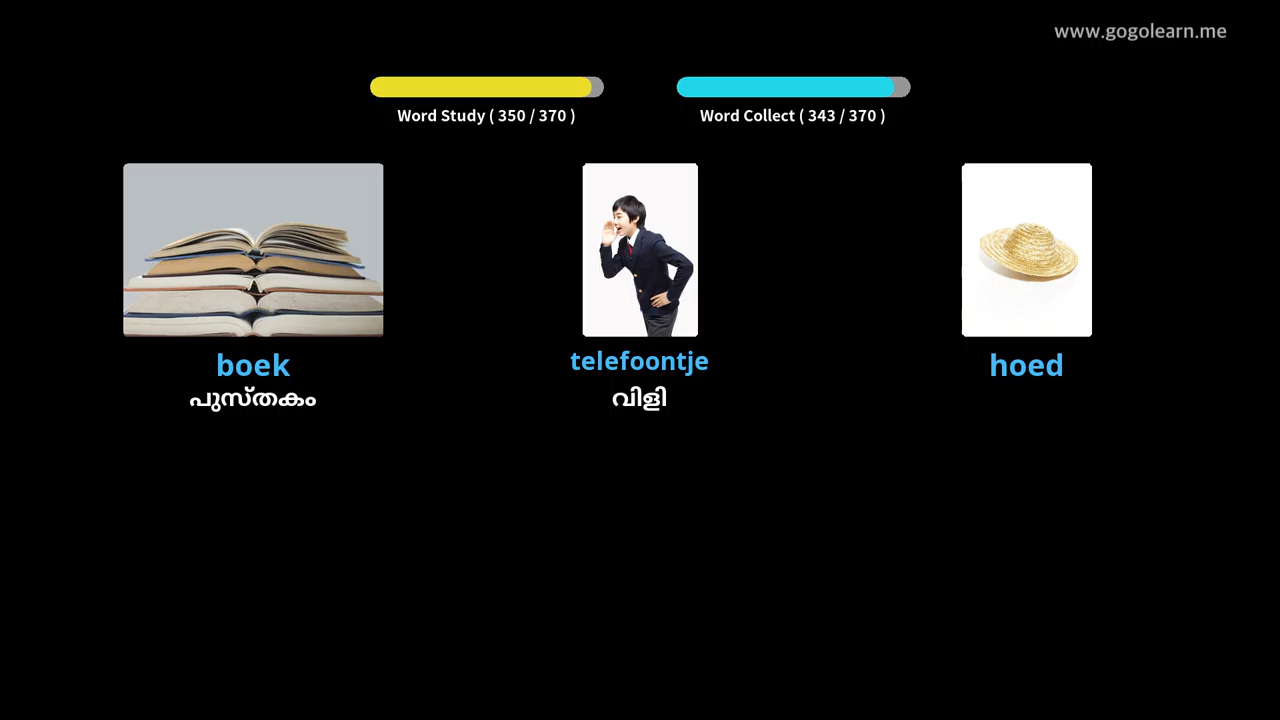 www.gogolearn.me
Word Study ( 350 / 370 )
Word Collect ( 343 / 370 )
boek
പുസ്തകം
telefoontje
വിളി
hoed